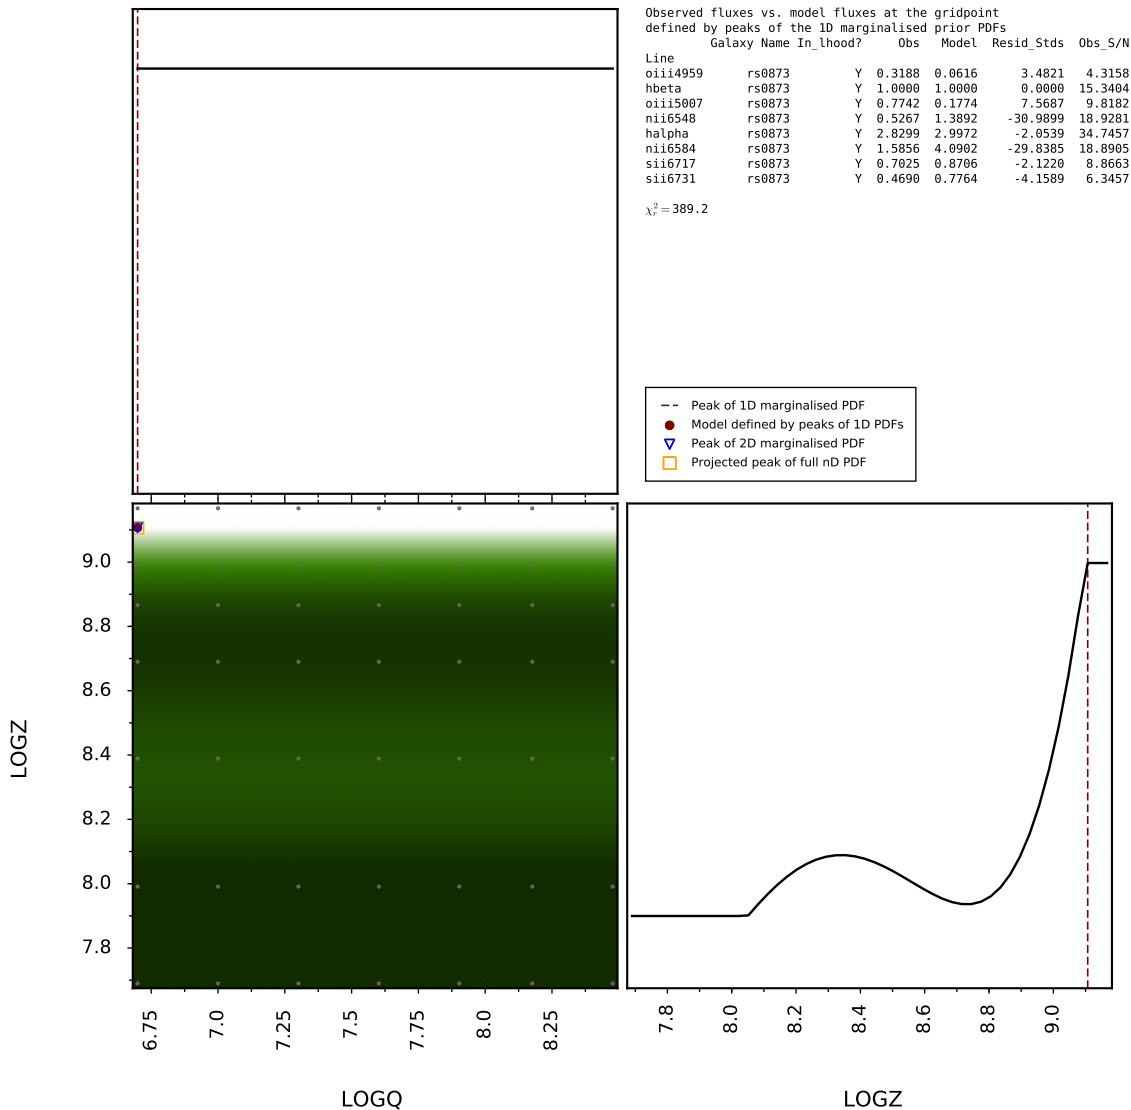 Observed fluxes vs. model fluxes at the gridpoint
defined by peaks of the 1D marginalised prior PDFs
Galaxy Name In_lhood? Obs Model Resid_Stds Obs_S/N
Line
oiii4959 rs0873 Y 0.3188 0.0616 3.4821 4.3158
hbeta rs0873 Y 1.0000 1.0000 0.0000 15.3404
oiii5007 rs0873 Y 0.7742 0.1774 7.5687 9.8182
nii6548 rs0873 Y 0.5267 1.3892 -30.9899 18.9281
halpha rs0873 Y 2.8299 2.9972 -2.0539 34.7457
nii6584 rs0873 Y 1.5856 4.0902 -29.8385 18.8905
sii6717 rs0873 Y 0.7025 0.8706 -2.1220 8.8663
sii6731 rs0873 Y 0.4690 0.7764 -4.1589 6.3457
χ²ᵣ = 389.2
Peak of 1D marginalised PDF
Model defined by peaks of 1D PDFs
Peak of 2D marginalised PDF
Projected peak of full nD PDF
9.0
8.8
8.6
8.4
8.2
8.0
7.8
LOGZ
6.75 7.0 7.25 7.5 7.75 8.0 8.25
LOGQ
7.8 8.0 8.2 8.4 8.6 8.8 9.0
LOGZ